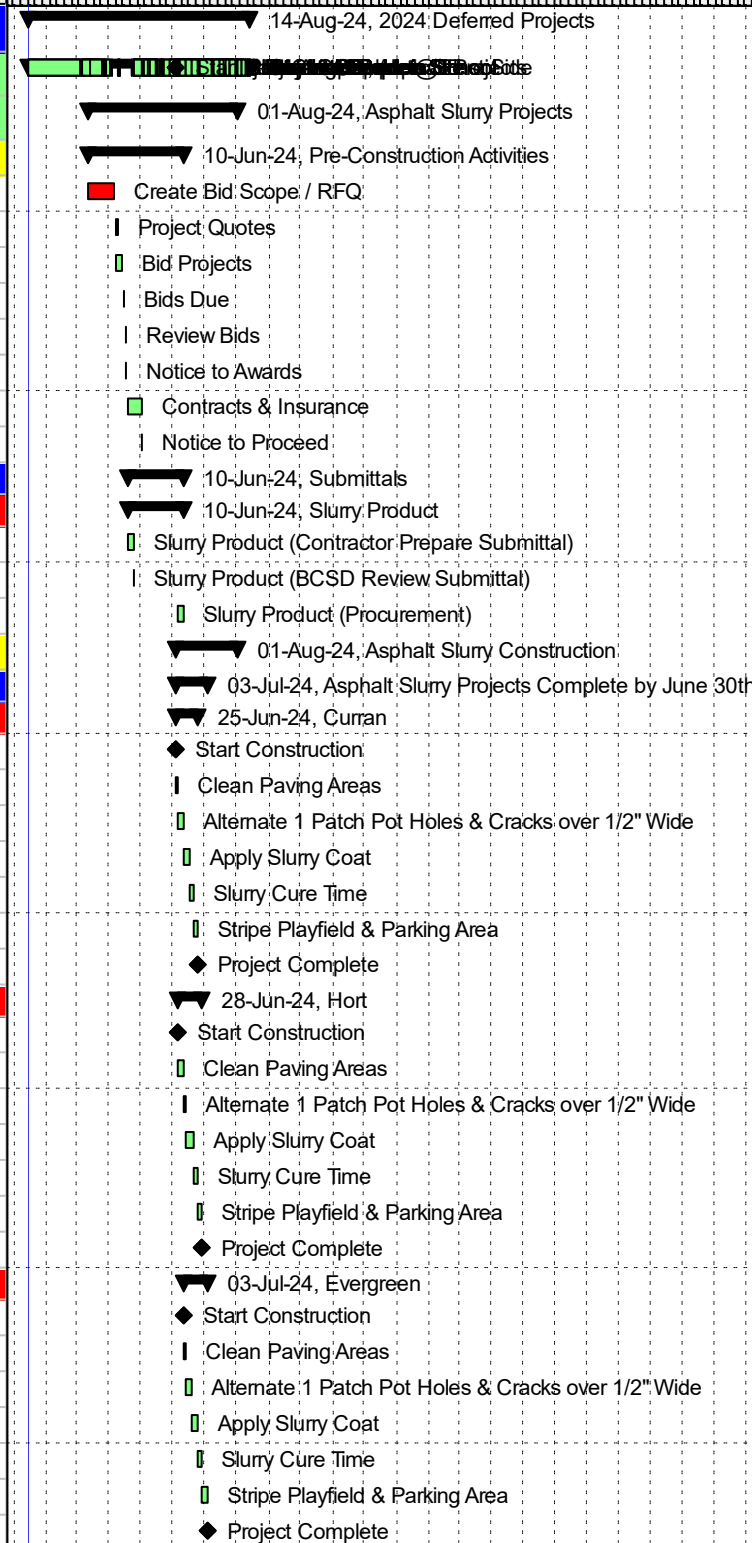 14-Aug-24, 2024 Deferred Projects
01-Aug-24, Asphalt Slurry Projects
10-Jun-24, Pre-Construction Activities
Create Bid Scope / RFQ
Project Quotes
Bid Projects
Bids Due
Review Bids
Notice to Awards
Contracts & Insurance
Notice to Proceed
10-Jun-24, Submittals
10-Jun-24, Slurry Product
Slurry Product (Contractor Prepare Submittal)
Slurry Product (BCSD Review Submittal)
Slurry Product (Procurement)
01-Aug-24, Asphalt Slurry Construction
03-Jul-24, Asphalt Slurry Projects Complete by June 30th
25-Jun-24, Curran
Start Construction
Clean Paving Areas
Alternate 1 Patch Pot Holes & Cracks over 1/2" Wide
Apply Slurry Coat
Slurry Cure Time
Stripe Playfield & Parking Area
Project Complete
28-Jun-24, Hort
Start Construction
Clean Paving Areas
Alternate 1 Patch Pot Holes & Cracks over 1/2" Wide
Apply Slurry Coat
Slurry Cure Time
Stripe Playfield & Parking Area
Project Complete
03-Jul-24, Evergreen
Start Construction
Clean Paving Areas
Alternate 1 Patch Pot Holes & Cracks over 1/2" Wide
Apply Slurry Coat
Slurry Cure Time
Stripe Playfield & Parking Area
Project Complete